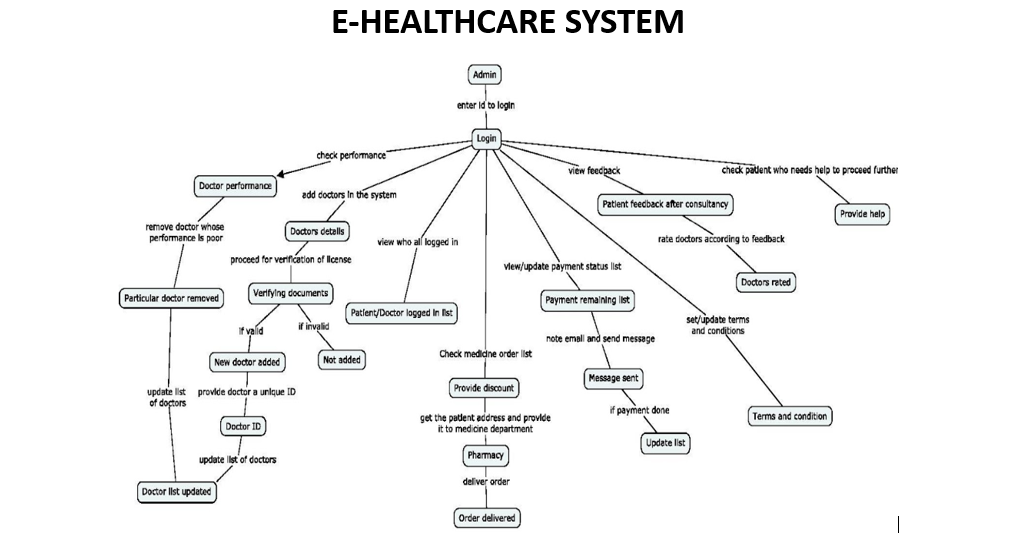 E-HEALTHCARE SYSTEM
Admin
enter id to login
Login
check performance
view feedback
check patient who needs help to proceed further
Doctor performance
add doctors in the system
Patient feedback after consultancy
Provide help
remove doctor whose
performance is poor
Doctors details
view who all logged in
rate doctors according to feedback
proceed for verification of license
view/update payment status list
Doctors rated
Particular doctor removed
Verifying documents
Patient/Doctor logged in list
Payment remaining list
set/update terms
and conditions
if valid
if invalid
note email and send message
New doctor added
Not added
Check medicine order list
Message sent
update list
of doctors
provide doctor a unique ID
Provide discount
if payment done
Terms and condition
Doctor ID
get the patient address and provide
it to medicine department
Update list
update list of doctors
Pharmacy
deliver order
Doctor list updated
Order delivered